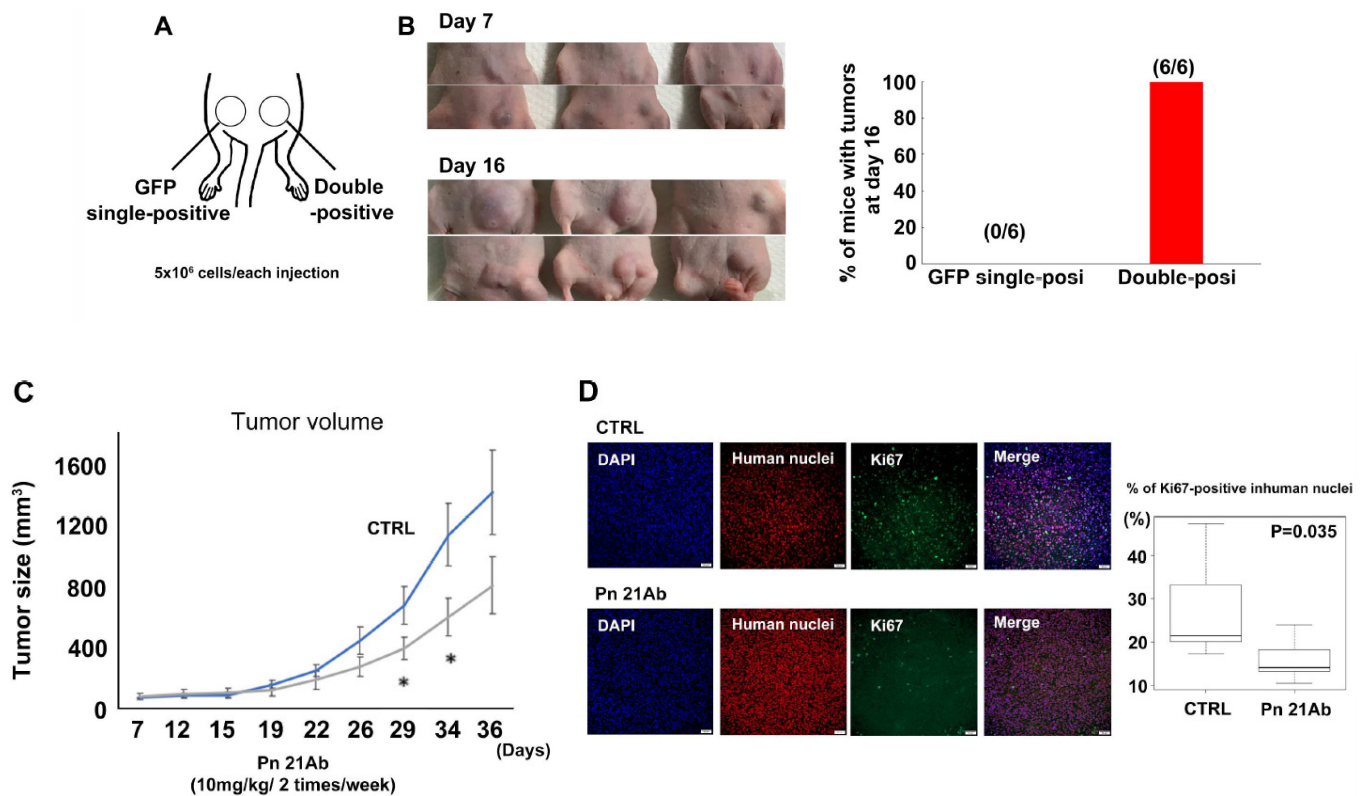 A
GFP
single-positive
Double
-positive
5x10⁶ cells/each injection
B
Day 7
Day 16
% of mice with tumors
at day 16
100
80
60
40
20
0
(0/6)
(6/6)
GFP single-posi
Double-posi
C
Tumor volume
Tumor size (mm³)
1600
1200
800
400
0
CTRL
*
*
7 12 15 19 22 26 29 34 36
(Days)
Pn 21Ab
(10mg/kg/ 2 times/week)
D
CTRL
DAPI
Human nuclei
Ki67
Merge
Pn 21Ab
DAPI
Human nuclei
Ki67
Merge
% of Ki67-positive inhuman nuclei
(%)
P=0.035
40
30
20
10
CTRL
Pn 21Ab